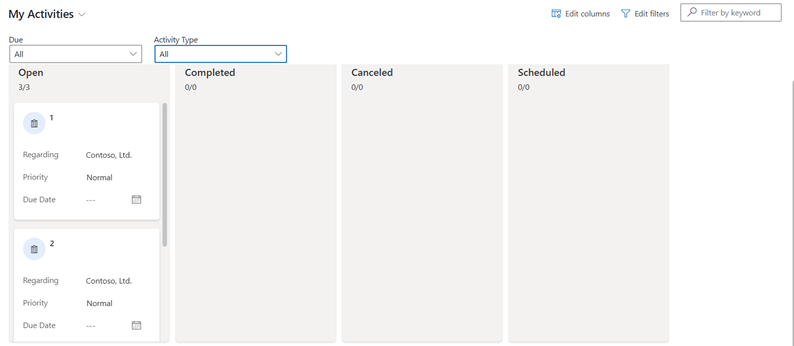 My Activities
Edit columns
Edit filters
Filter by keyword
Due
Activity Type
All
All
Open
Completed
Canceled
Scheduled
3/3
0/0
0/0
0/0
1
Regarding Contoso, Ltd.
Priority Normal
Due Date ---
2
Regarding Contoso, Ltd.
Priority Normal
Due Date ---